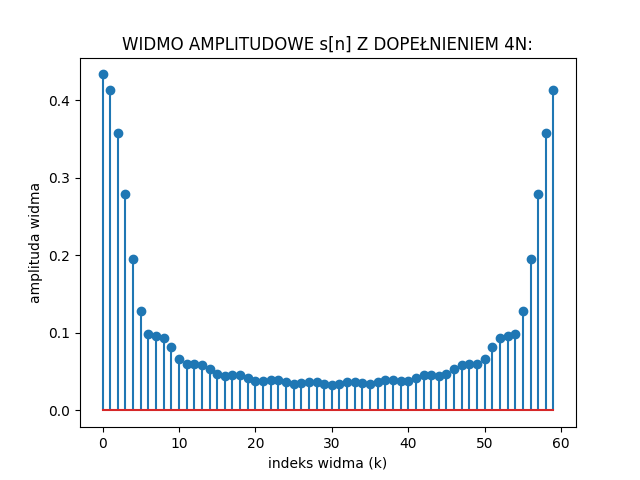 WIDMO AMPLITUDOWE s[n] Z DOPEŁNIENIEM 4N:
amplituda widma
0.4
0.3
0.2
0.1
0.0
0 10 20 30 40 50 60
indeks widma (k)